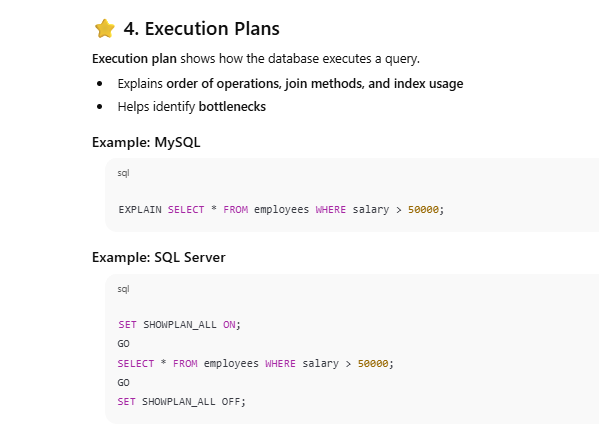 ⭐ 4. Execution Plans
Execution plan shows how the database executes a query.
• Explains order of operations, join methods, and index usage
• Helps identify bottlenecks
Example: MySQL
sql
EXPLAIN SELECT * FROM employees WHERE salary > 50000;
Example: SQL Server
sql
SET SHOWPLAN_ALL ON;
GO
SELECT * FROM employees WHERE salary > 50000;
GO
SET SHOWPLAN_ALL OFF;